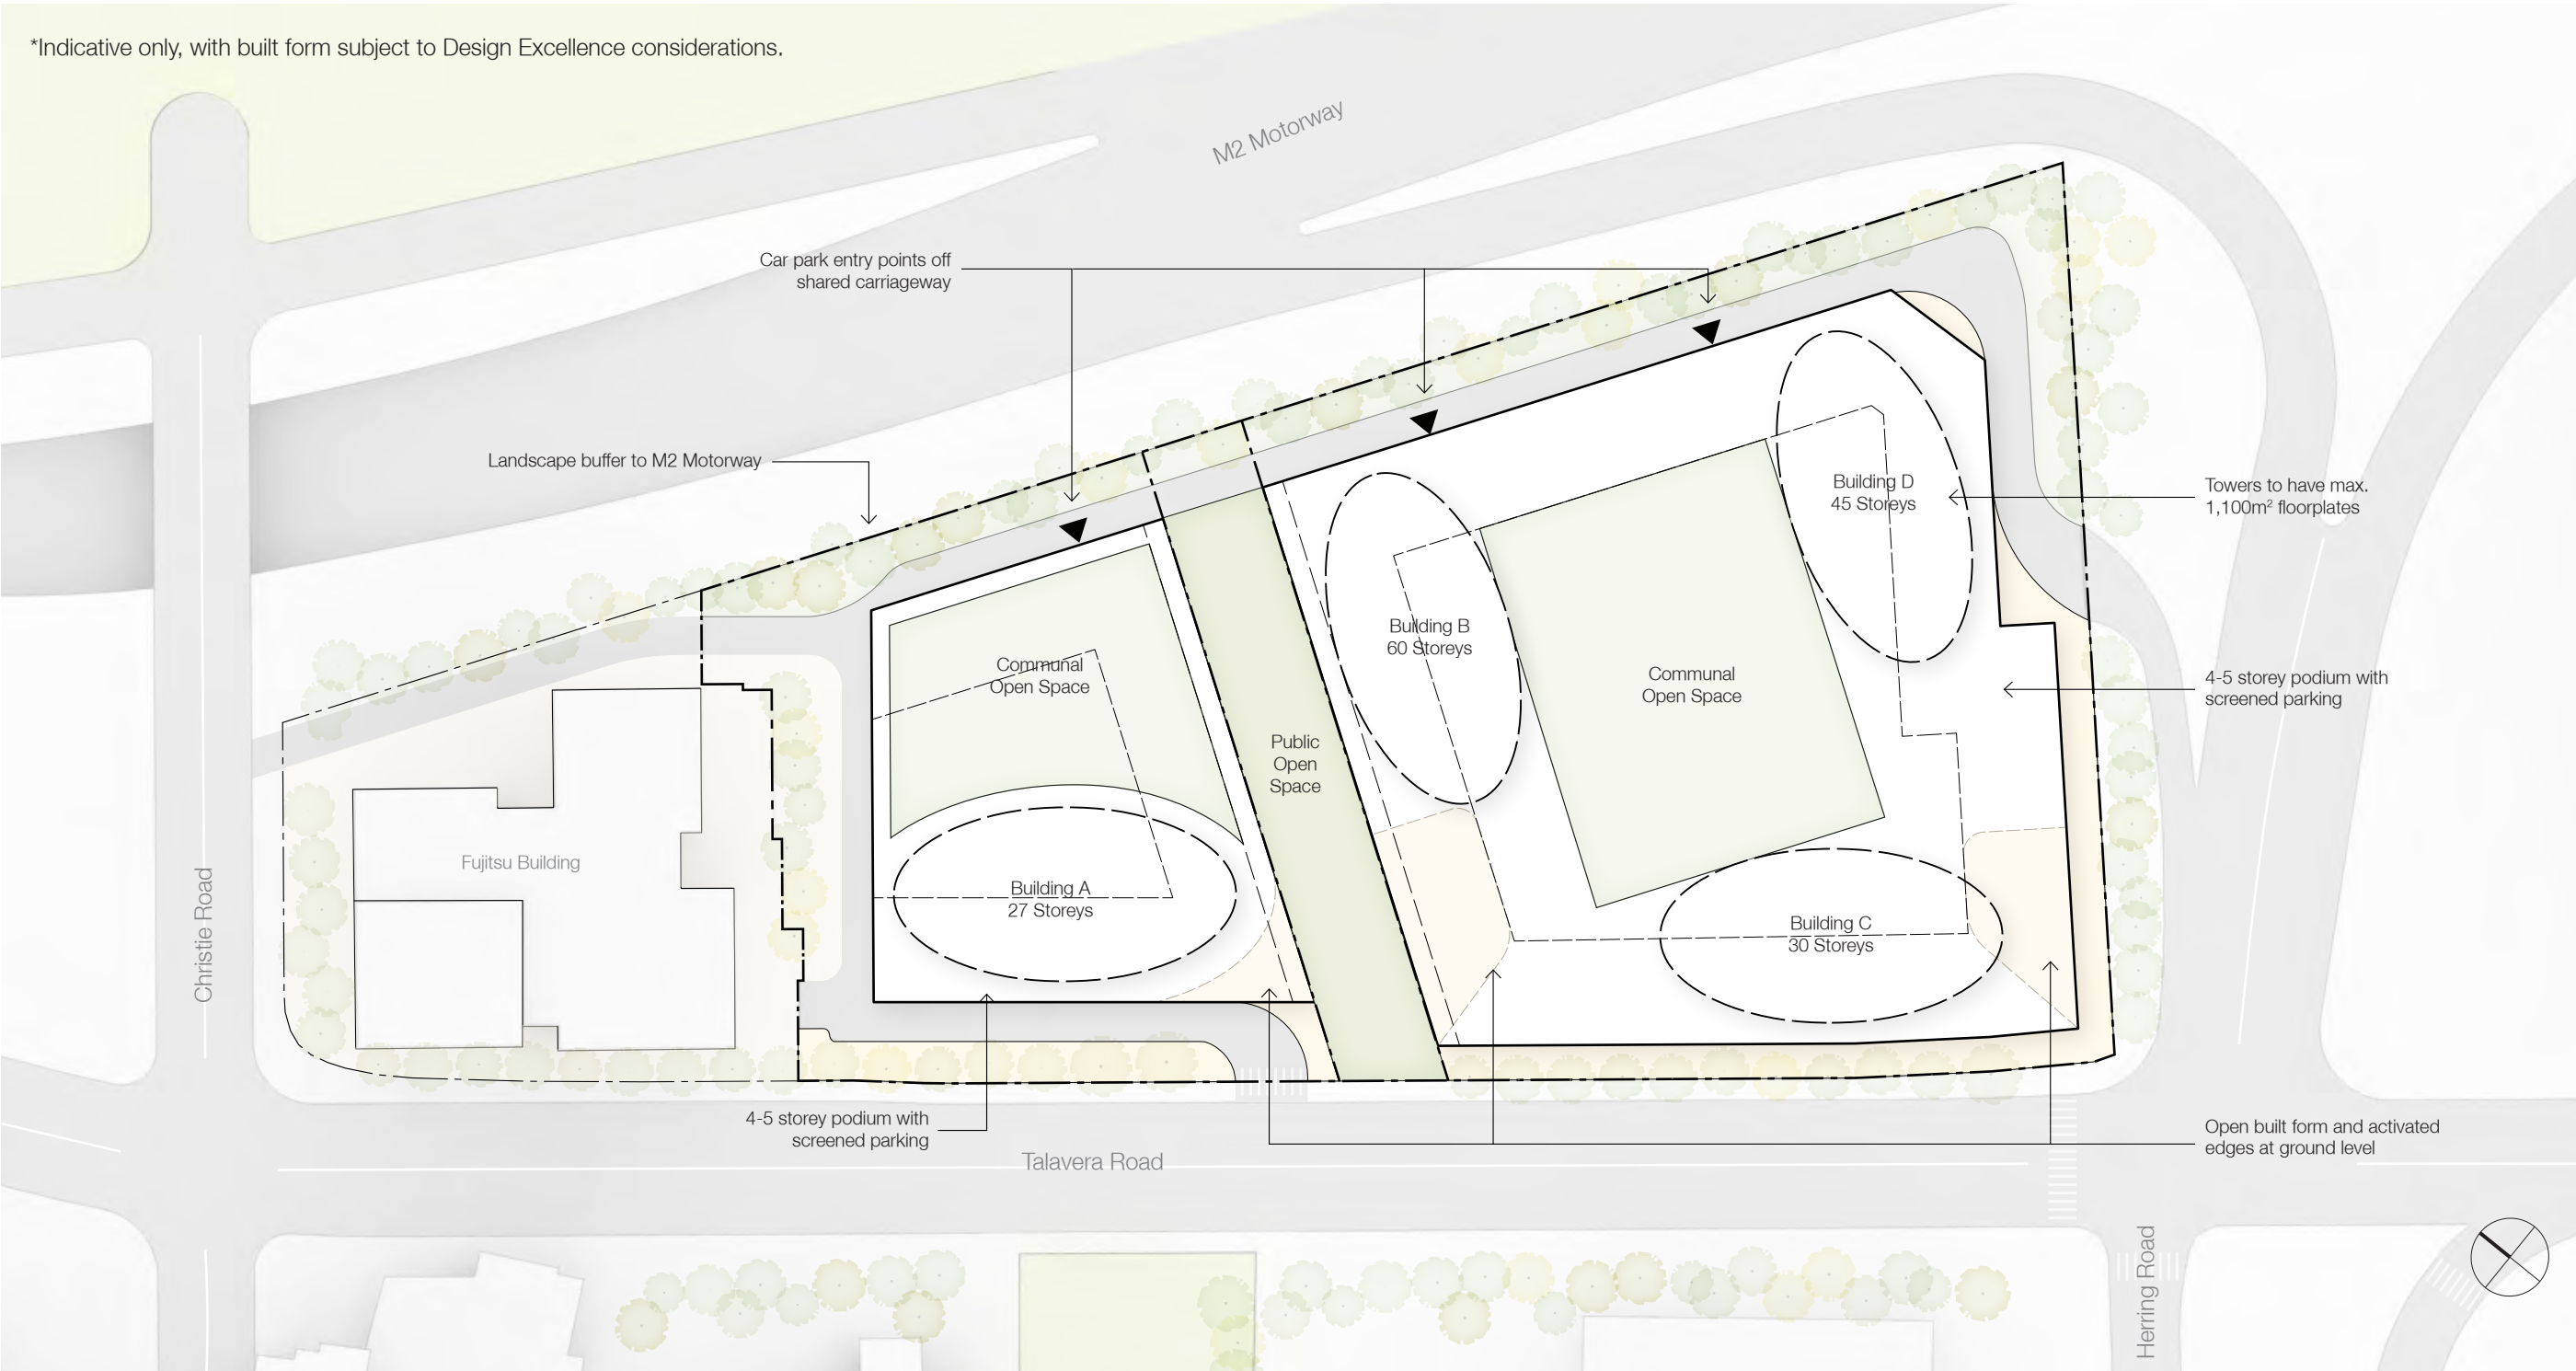 *Indicative only, with built form subject to Design Excellence considerations.
M2 Motorway
Car park entry points off
shared carriageway
Landscape buffer to M2 Motorway
Building D
45 Storeys
Towers to have max.
1,100m² floorplates
Building B
60 Storeys
Communal
Open Space
Communal
Open Space
4-5 storey podium with
screened parking
Public
Open
Space
Fujitsu Building
Building A
27 Storeys
Building C
30 Storeys
Christie Road
4-5 storey podium with
screened parking
Open built form and activated
edges at ground level
Talavera Road
Herring Road